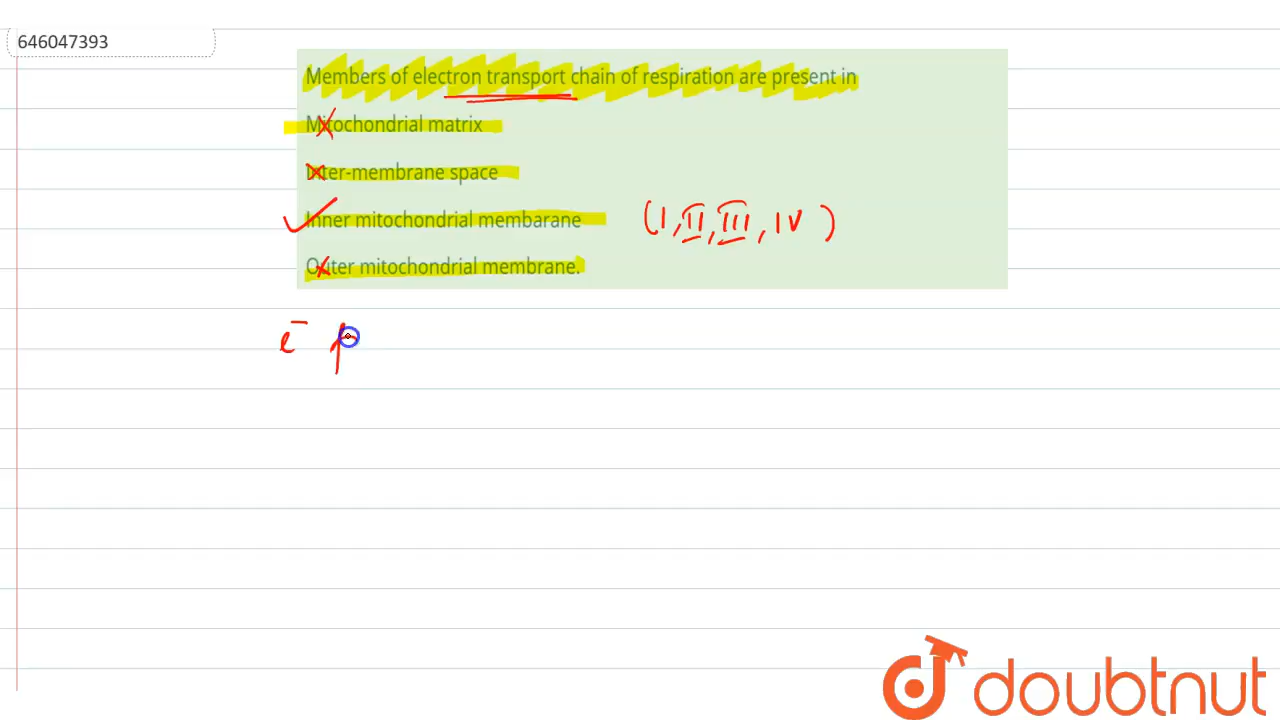 646047393
Members of electron transport chain of respiration are present in
Mitochondrial matrix
Inter-membrane space
Inner mitochondrial membarane (I, II, III, IV)
Outer mitochondrial membrane.
e⁻ p
doubtnut